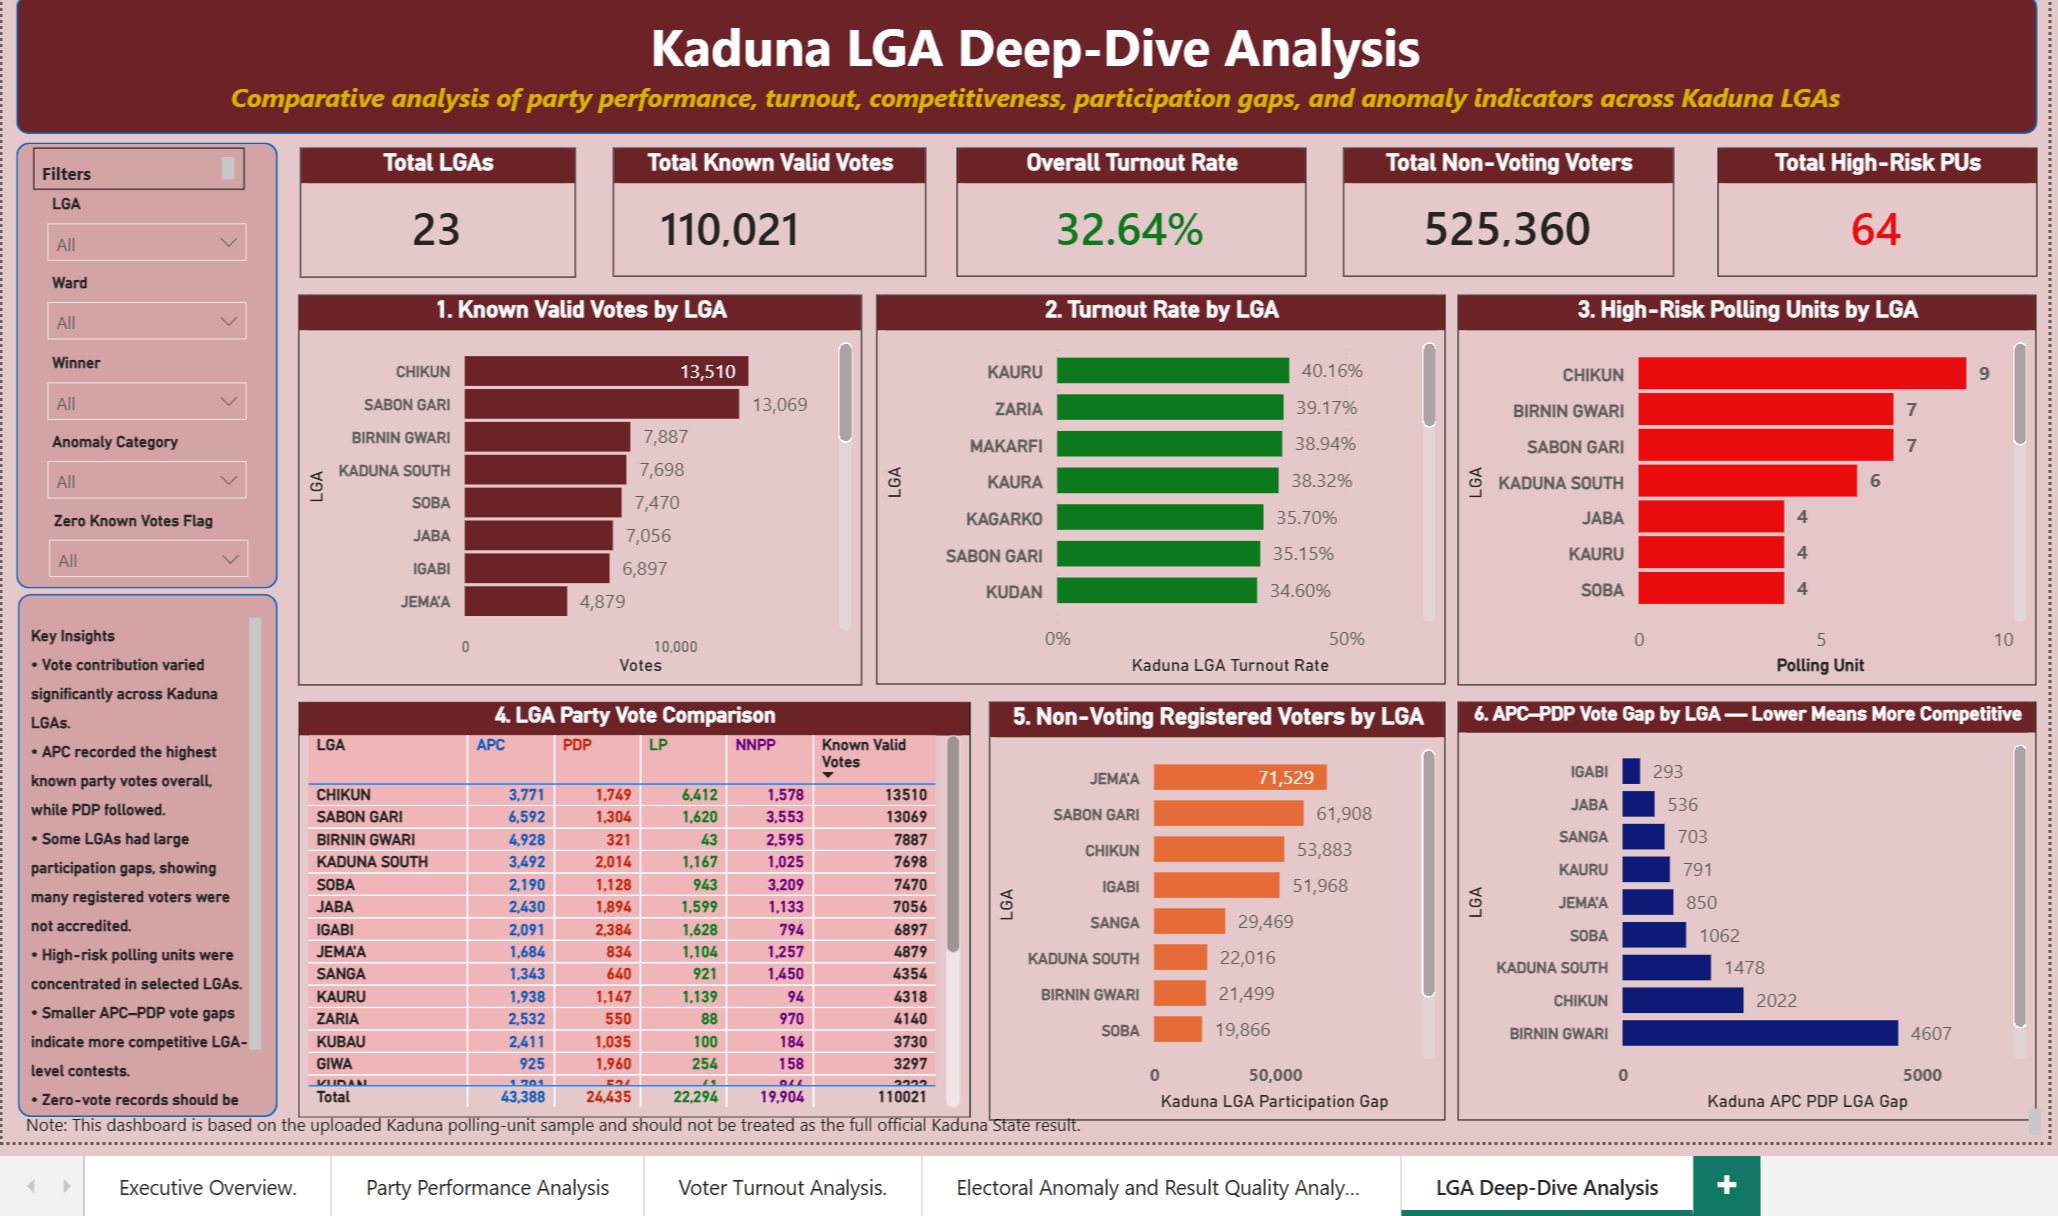 Kaduna LGA Deep-Dive Analysis
Comparative analysis of party performance, turnout, competitiveness, participation gaps, and anomaly indicators across Kaduna LGAs
Filters
LGA
All
Ward
All
Winner
All
Anomaly Category
All
Zero Known Votes Flag
All
Key Insights
• Vote contribution varied
significantly across Kaduna
LGAs.
• APC recorded the highest
known party votes overall,
while PDP followed.
• Some LGAs had large
participation gaps, showing
many registered voters were
not accredited.
• High-risk polling units were
concentrated in selected LGAs.
• Smaller APC–PDP vote gaps
indicate more competitive LGA-
level contests.
• Zero-vote records should be
Total LGAs
23
Total Known Valid Votes
110,021
Overall Turnout Rate
32.64%
Total Non-Voting Voters
525,360
Total High-Risk PUs
64
1. Known Valid Votes by LGA
LGA
CHIKUN 13,510
SABON GARI 13,069
BIRNIN GWARI 7,887
KADUNA SOUTH 7,698
SOBA 7,470
JABA 7,056
IGABI 6,897
JEMA'A 4,879
0 10,000
Votes
2. Turnout Rate by LGA
LGA
KAURU 40.16%
ZARIA 39.17%
MAKARFI 38.94%
KAURA 38.32%
KAGARKO 35.70%
SABON GARI 35.15%
KUDAN 34.60%
0% 50%
Kaduna LGA Turnout Rate
3. High-Risk Polling Units by LGA
LGA
CHIKUN 9
BIRNIN GWARI 7
SABON GARI 7
KADUNA SOUTH 6
JABA 4
KAURU 4
SOBA 4
0 5 10
Polling Unit
4. LGA Party Vote Comparison
LGA APC PDP LP NNPP Known Valid
Votes
CHIKUN 3,771 1,749 6,412 1,578 13510
SABON GARI 6,592 1,304 1,620 3,553 13069
BIRNIN GWARI 4,928 321 43 2,595 7887
KADUNA SOUTH 3,492 2,014 1,167 1,025 7698
SOBA 2,190 1,128 943 3,209 7470
JABA 2,430 1,894 1,599 1,133 7056
IGABI 2,091 2,384 1,628 794 6897
JEMA'A 1,684 834 1,104 1,257 4879
SANGA 1,343 640 921 1,450 4354
KAURU 1,938 1,147 1,139 94 4318
ZARIA 2,532 550 88 970 4140
KUBAU 2,411 1,035 100 184 3730
GIWA 925 1,960 254 158 3297
KUDAN
Total 43,388 24,435 22,294 19,904 110021
5. Non-Voting Registered Voters by LGA
LGA
JEMA'A 71,529
SABON GARI 61,908
CHIKUN 53,883
IGABI 51,968
SANGA 29,469
KADUNA SOUTH 22,016
BIRNIN GWARI 21,499
SOBA 19,866
0 50,000
Kaduna LGA Participation Gap
6. APC–PDP Vote Gap by LGA — Lower Means More Competitive
LGA
IGABI 293
JABA 536
SANGA 703
KAURU 791
JEMA'A 850
SOBA 1062
KADUNA SOUTH 1478
CHIKUN 2022
BIRNIN GWARI 4607
0 5000
Kaduna APC PDP LGA Gap
Note: This dashboard is based on the uploaded Kaduna polling-unit sample and should not be treated as the full official Kaduna State result.
Executive Overview.
Party Performance Analysis
Voter Turnout Analysis.
Electoral Anomaly and Result Quality Analy...
LGA Deep-Dive Analysis
+